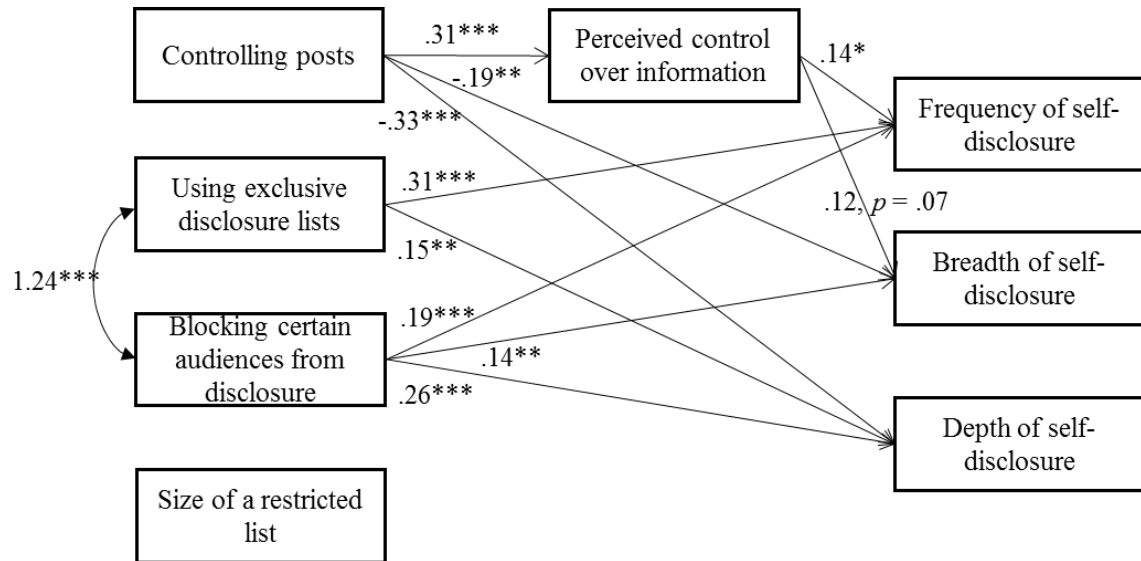 Controlling posts
.31***
Perceived control
over information
.14*
-.19**
-.33***
Frequency of self-
disclosure
Using exclusive
disclosure lists
.31***
.12, p = .07
.15**
1.24***
Breadth of self-
disclosure
Blocking certain
audiences from
disclosure
.19***
.14**
.26***
Depth of self-
disclosure
Size of a restricted
list